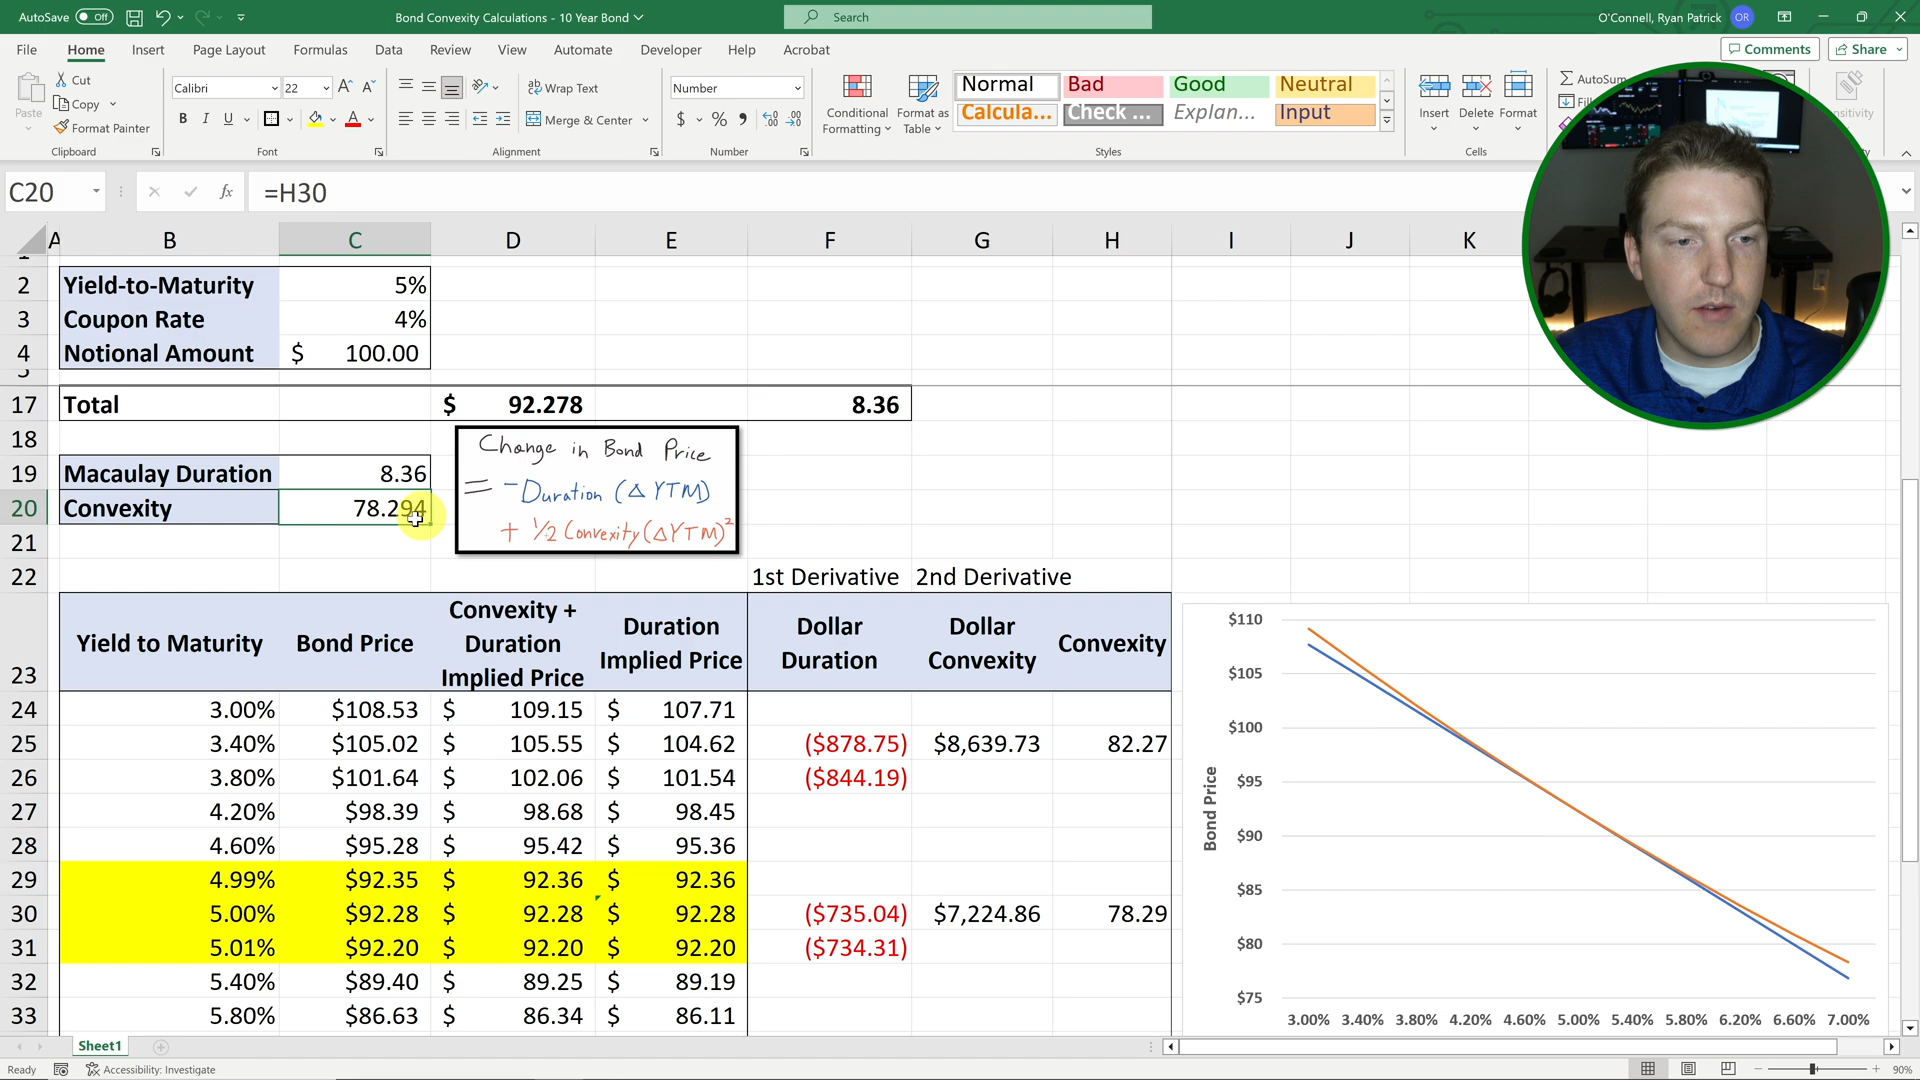 AutoSave Off
Bond Convexity Calculations - 10 Year Bond
Search
O'Connell, Ryan Patrick OR
File Home Insert Page Layout Formulas Data Review View Automate Developer Help Acrobat
Comments Share
Paste
Cut
Copy
Format Painter
Clipboard
Calibri 22
B I U
Font
Wrap Text
Merge & Center
Alignment
Number
$ %
Number
Conditional Formatting
Format as Table
Normal Bad Good Neutral
Calcula... Check ... Explan... Input
Styles
Insert Delete Format
Cells
AutoSum
Fill
C20 fx =H30
A B C D E F G H I J K
2 Yield-to-Maturity 5%
3 Coupon Rate 4%
4 Notional Amount $ 100.00
5
17 Total $ 92.278 8.36
18
19 Macaulay Duration 8.36
20 Convexity 78.294
21
Change in Bond Price
= -Duration (Δ YTM)
+ 1/2 Convexity (ΔYTM)²
22 1st Derivative 2nd Derivative
23 Yield to Maturity Bond Price Convexity + Duration Implied Price Duration Implied Price Dollar Duration Dollar Convexity Convexity
24 3.00% $108.53 $ 109.15 $ 107.71
25 3.40% $105.02 $ 105.55 $ 104.62 ($878.75) $8,639.73 82.27
26 3.80% $101.64 $ 102.06 $ 101.54 ($844.19)
27 4.20% $98.39 $ 98.68 $ 98.45
28 4.60% $95.28 $ 95.42 $ 95.36
29 4.99% $92.35 $ 92.36 $ 92.36
30 5.00% $92.28 $ 92.28 $ 92.28 ($735.04) $7,224.86 78.29
31 5.01% $92.20 $ 92.20 $ 92.20 ($734.31)
32 5.40% $89.40 $ 89.25 $ 89.19
33 5.80% $86.63 $ 86.34 $ 86.11
Bond Price
$110
$105
$100
$95
$90
$85
$80
$75
3.00% 3.40% 3.80% 4.20% 4.60% 5.00% 5.40% 5.80% 6.20% 6.60% 7.00%
Sheet1
Ready Accessibility: Investigate 90%